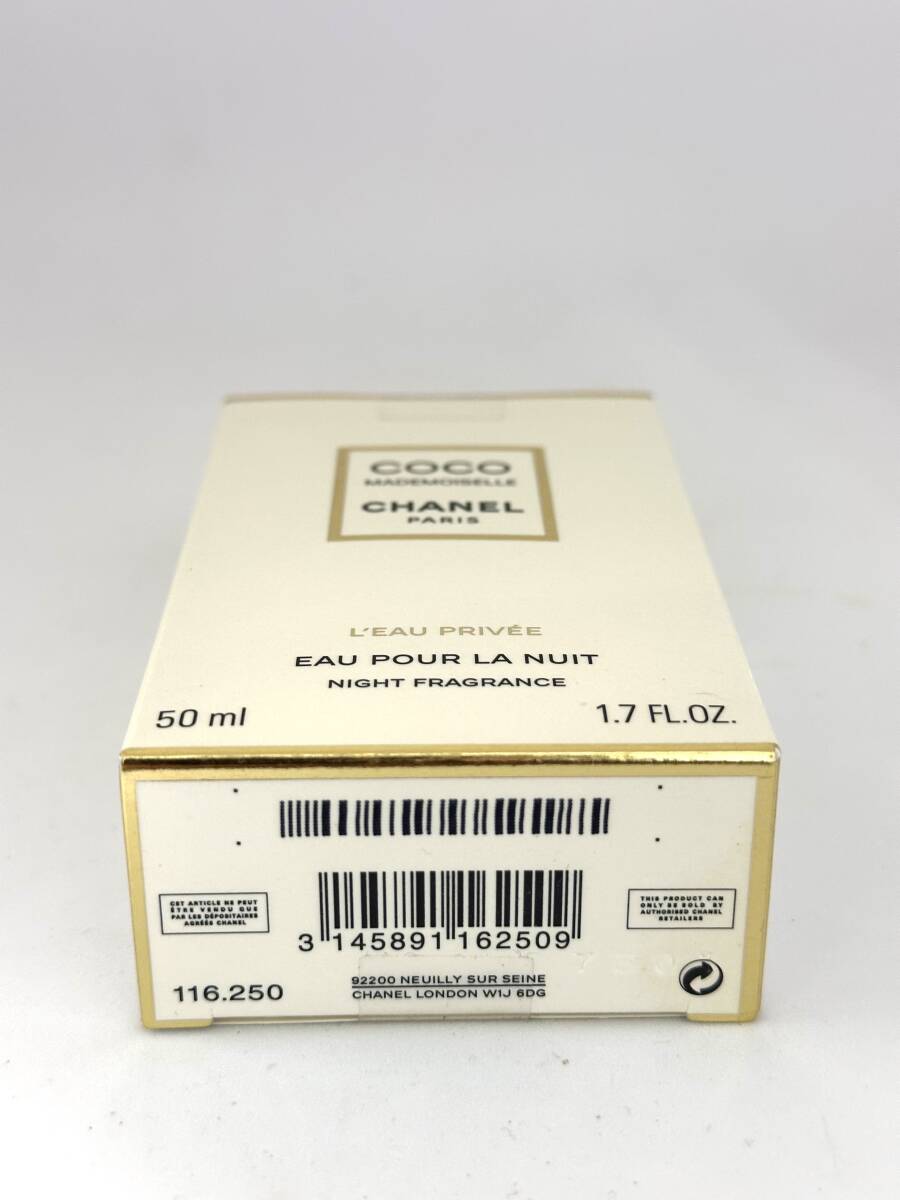 COCO
MADEMOISELLE
CHANEL
PARIS
L'EAU PRIVÉE
EAU POUR LA NUIT
NIGHT FRAGRANCE
50 ml 1.7 FL.OZ.
CET ARTICLE NE PEUT
ÊTRE VENDU QUE
PAR LES DÉPOSITAIRES
AGRÉÉS CHANEL
THIS PRODUCT CAN
ONLY BE SOLD BY
AUTHORISED CHANEL
RETAILERS
3 145891 162509
116.250
92200 NEUILLY SUR SEINE
CHANEL LONDON W1J 6DG